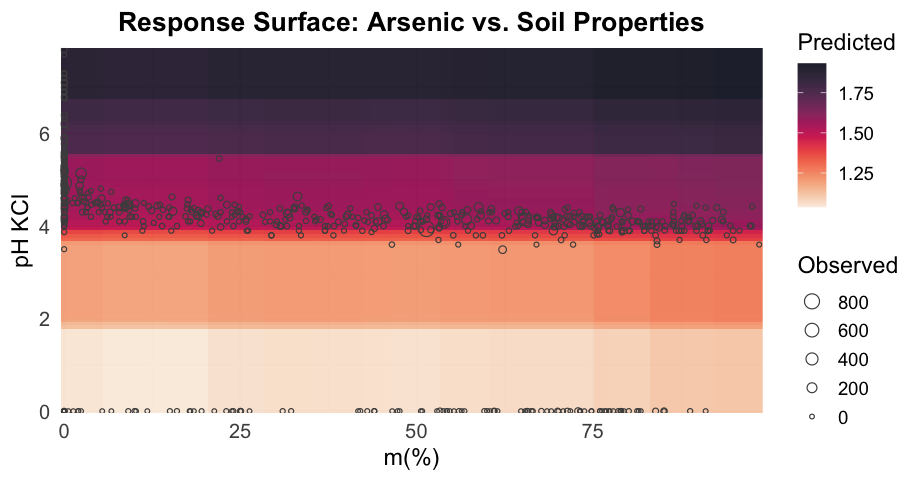 Response Surface: Arsenic vs. Soil Properties
Predicted
1.75
1.50
1.25
Observed
800
600
400
200
0
pH KCl
6
4
2
0
0 25 50 75
m(%)